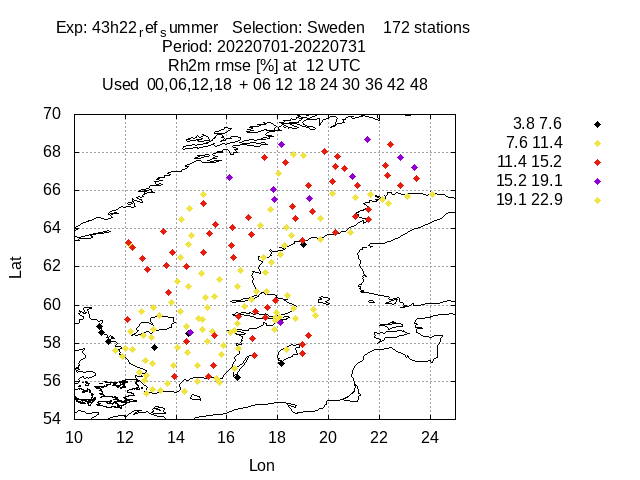 Exp: 43h22refsummer   Selection: Sweden    172 stations
Period: 20220701-20220731
Rh2m rmse [%] at  12 UTC
Used  00,06,12,18  + 06 12 18 24 30 36 42 48
3.8 7.6
7.6 11.4
11.4 15.2
15.2 19.1
19.1 22.9
70
68
66
64
62
60
58
56
54
10 12 14 16 18 20 22 24
Lat
Lon